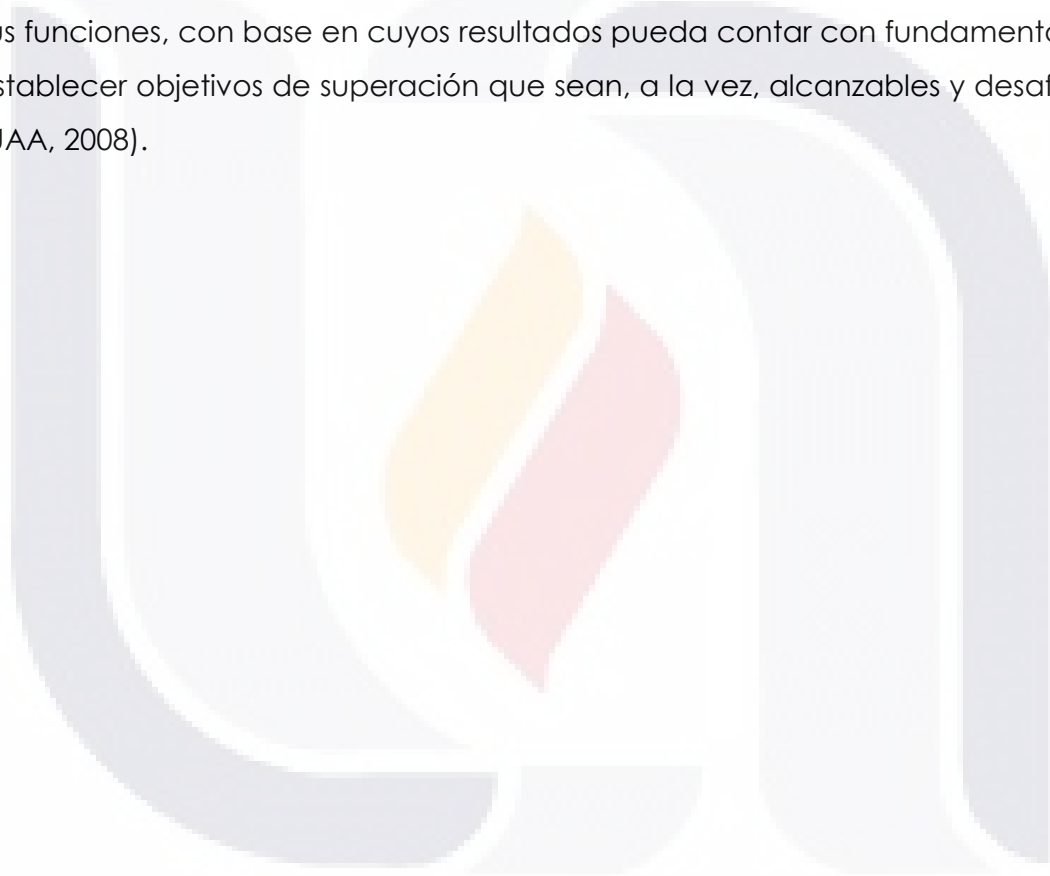 us funciones, con base en cuyos resultados pueda contar con fundamento
stablecer objetivos de superación que sean, a la vez, alcanzables y desaf
UAA, 2008).